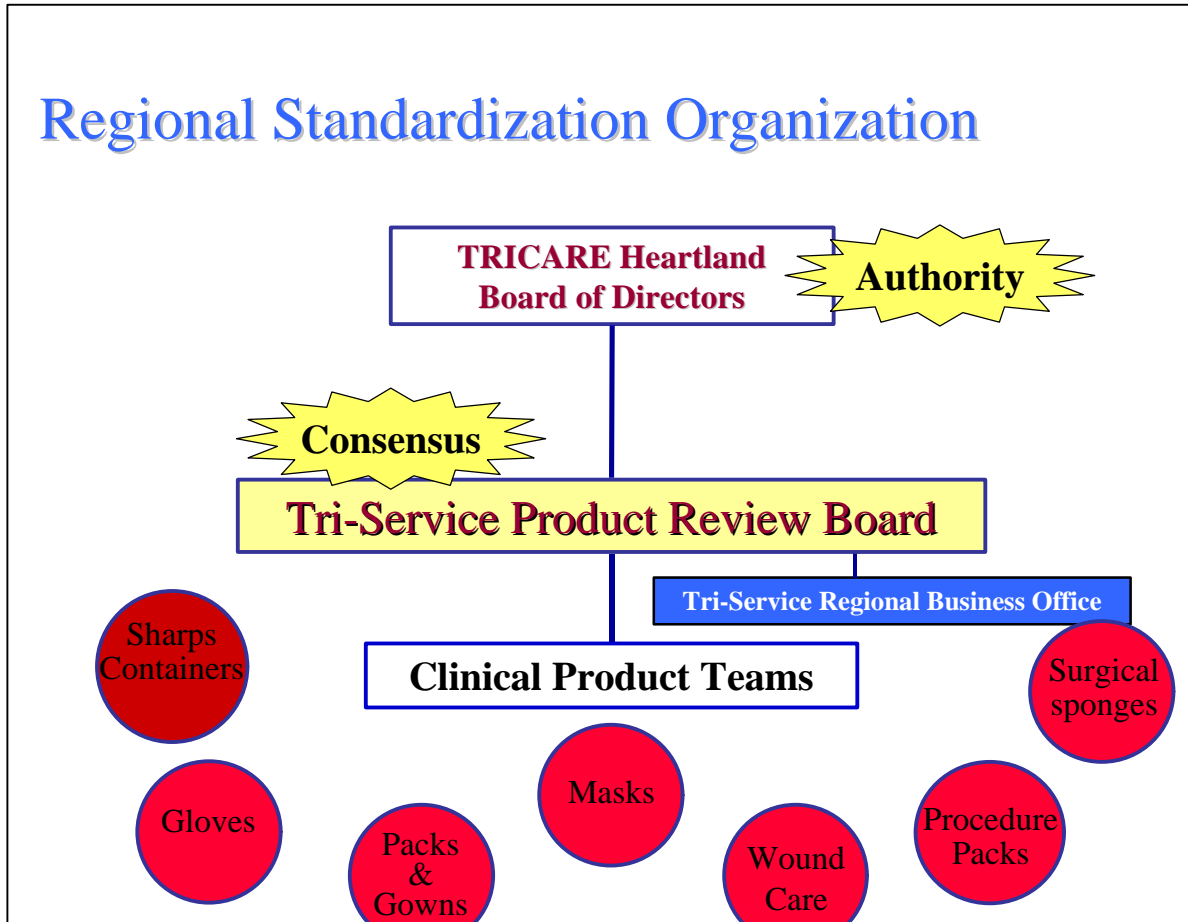 Regional Standardization Organization
TRICARE Heartland
Board of Directors
Authority
Consensus
Tri-Service Product Review Board
Tri-Service Regional Business Office
Clinical Product Teams
Sharps
Containers
Surgical
sponges
Gloves
Packs
&
Gowns
Masks
Wound
Care
Procedure
Packs